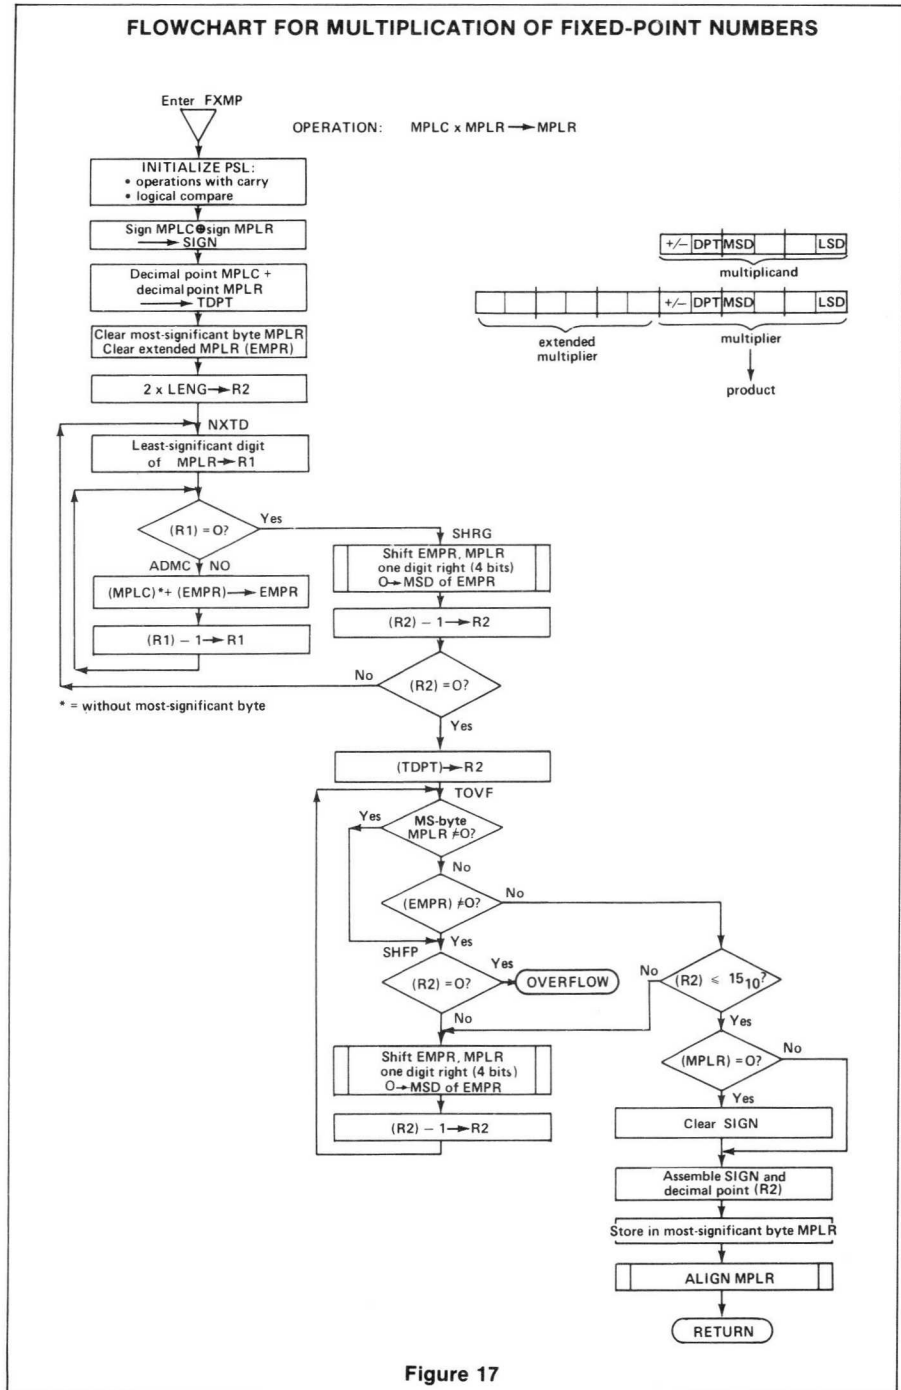 FLOWCHART FOR MULTIPLICATION OF FIXED-POINT NUMBERS
Enter FXMP
OPERATION: MPLC x MPLR → MPLR
INITIALIZE PSL:
• operations with carry
• logical compare
Sign MPLC⊕sign MPLR
→ SIGN
Decimal point MPLC +
decimal point MPLR
→ TDPT
Clear most-significant byte MPLR
Clear extended MPLR (EMPR)
2 x LENG → R2
+/– DPT MSD LSD
multiplicand
+/– DPT MSD LSD
extended
multiplier
multiplier
product
NXTD
Least-significant digit
of MPLR → R1
(R1) = O?
Yes
ADMC NO
(MPLC)*+ (EMPR) → EMPR
(R1) – 1 → R1
SHRG
Shift EMPR, MPLR
one digit right (4 bits)
O → MSD of EMPR
(R2) – 1 → R2
No
(R2) = O?
Yes
* = without most-significant byte
(TDPT) → R2
TOVF
Yes
MS-byte
MPLR ≠O?
No
(EMPR) ≠O?
No
Yes
SHFP
(R2) = O?
Yes
OVERFLOW
No
No
(R2) ⩽ 15₁₀?
Yes
Shift EMPR, MPLR
one digit right (4 bits)
O → MSD of EMPR
(R2) – 1 → R2
(MPLR) = O?
No
Yes
Clear SIGN
Assemble SIGN and
decimal point (R2)
Store in most-significant byte MPLR
ALIGN MPLR
RETURN
Figure 17